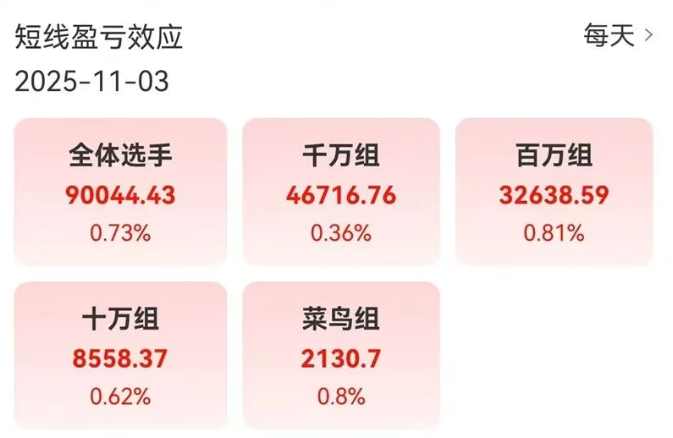 短线盈亏效应
每天 >
2025-11-03
全体选手
90044.43
0.73%
千万组
46716.76
0.36%
百万组
32638.59
0.81%
十万组
8558.37
0.62%
菜鸟组
2130.7
0.8%